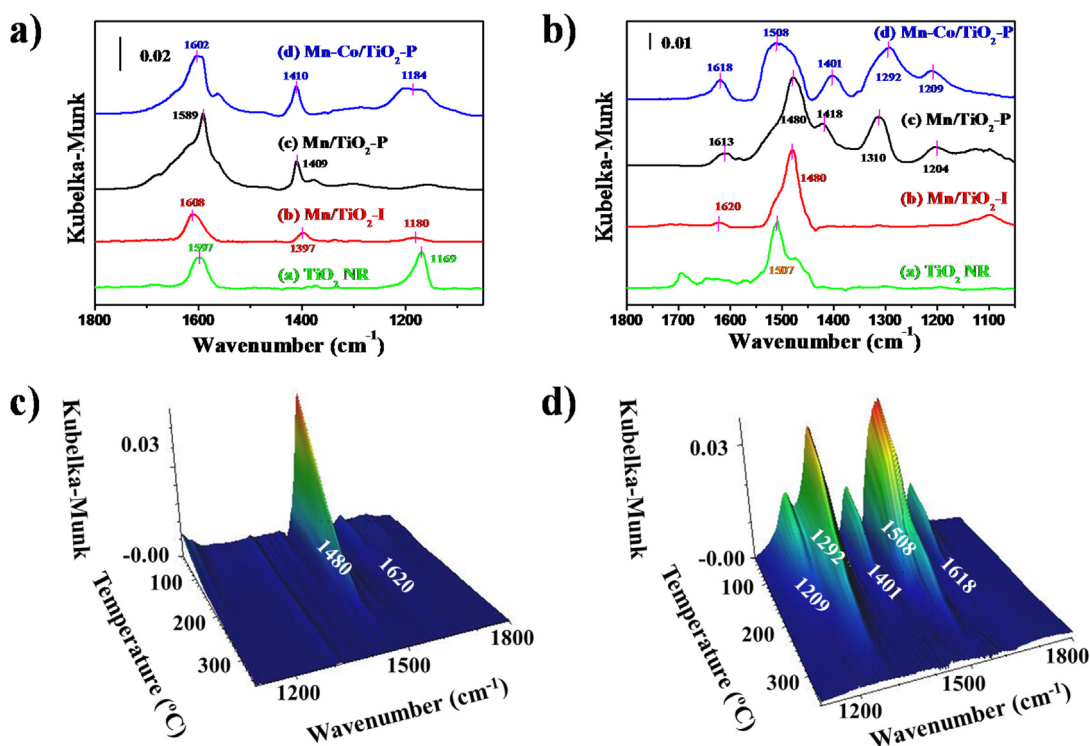 a)
0.02
(d) Mn-Co/TiO₂-P
1602
1410
1184
1589
(c) Mn/TiO₂-P
1409
1608
(b) Mn/TiO₂-I
1180
1597
1397
1169
(a) TiO₂ NR
Kubelka-Munk
1800
1600
1400
1200
Wavenumber (cm⁻¹)
b)
0.01
(d) Mn-Co/TiO₂-P
1508
1618
1401
1292
1209
(c) Mn/TiO₂-P
1613
1480
1418
1310
1204
(b) Mn/TiO₂-I
1480
1620
1507
(a) TiO₂ NR
Kubelka-Munk
1800
1700
1600
1500
1400
1300
1200
1100
Wavenumber (cm⁻¹)
c)
Kubelka-Munk
0.03
-0.00
100
200
300
Temperature (ºC)
1480
1620
1200
1500
1800
Wavenumber (cm⁻¹)
d)
Kubelka-Munk
0.03
-0.00
100
200
300
Temperature (ºC)
1292
1209
1508
1401
1618
1200
1500
1800
Wavenumber (cm⁻¹)